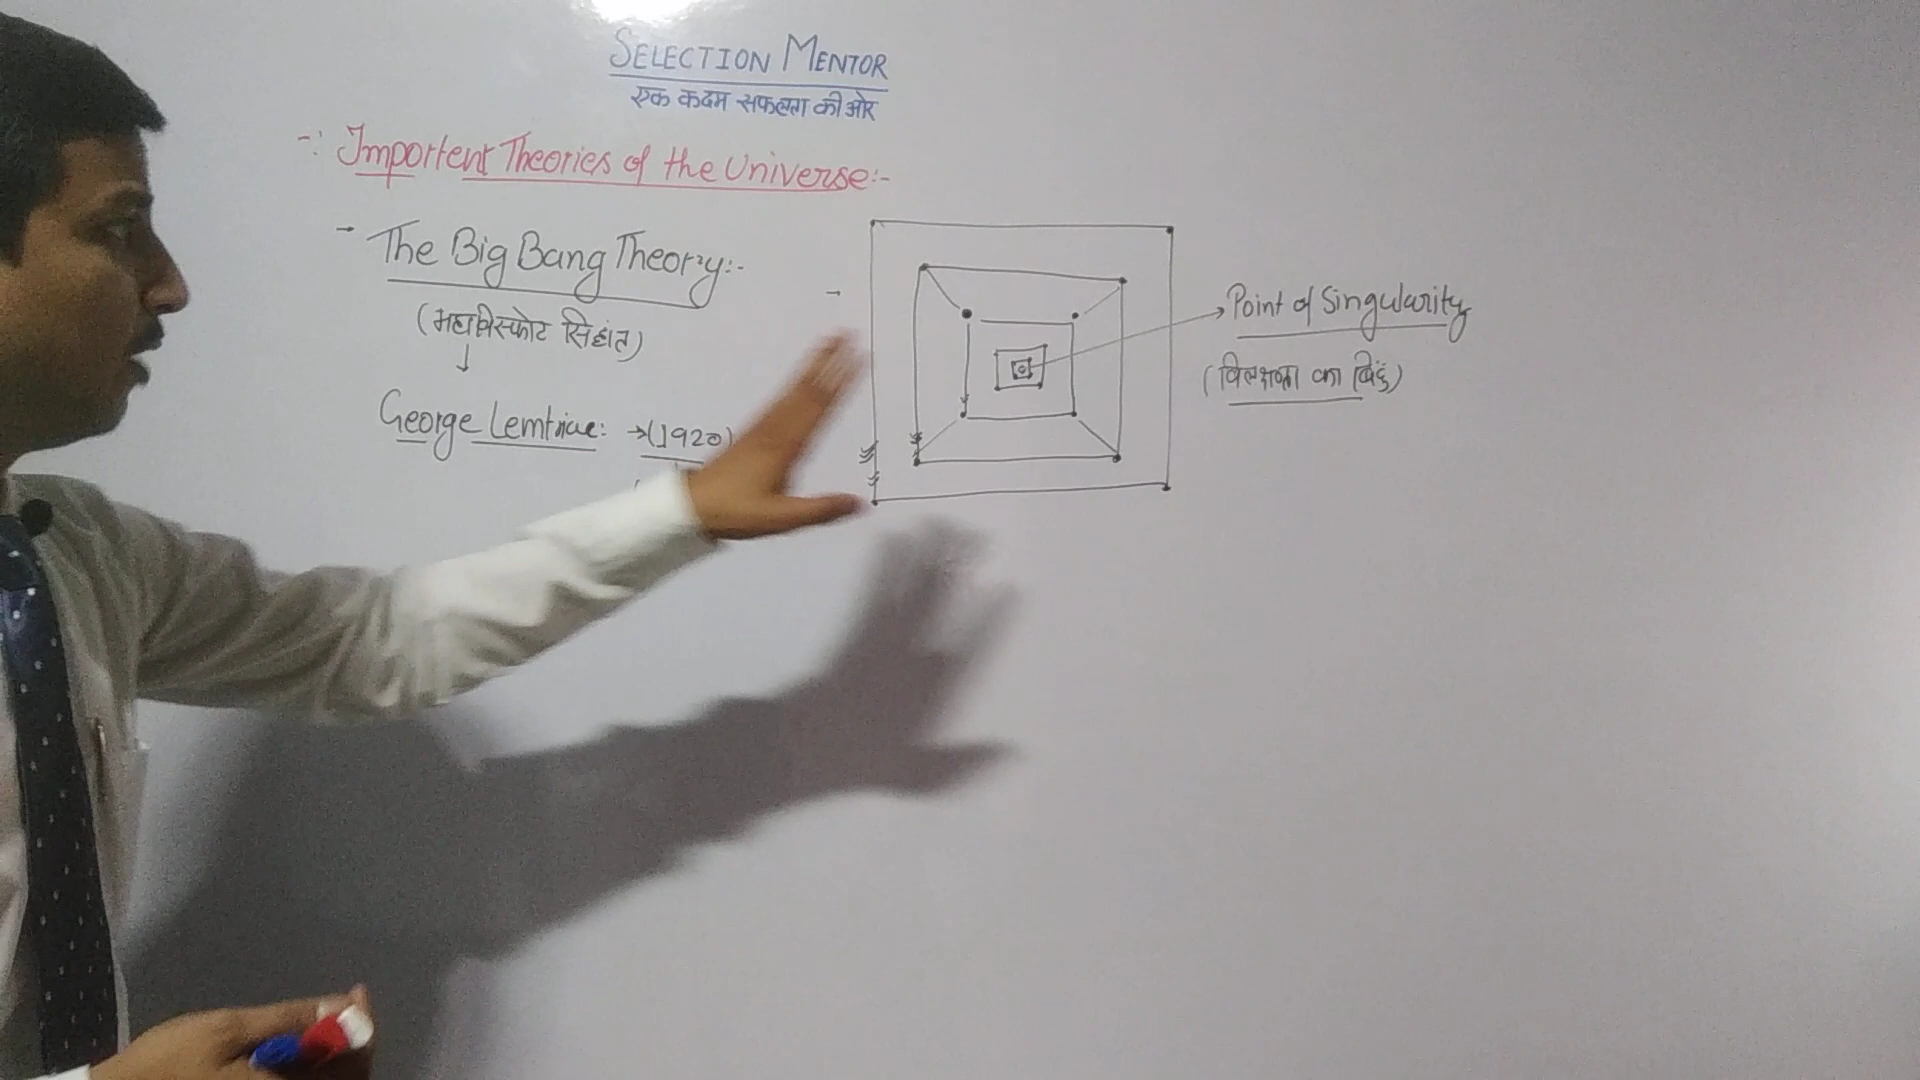 SELECTION MENTOR
एक कदम सफलता की ओर
-: Importent Theories of the Universe:-
- The Big Bang Theory:-
(महाविस्फोट सिद्धांत)
George Lemtriae: →(1920)
Point of Singularity
(विलक्षणता का बिंदु)